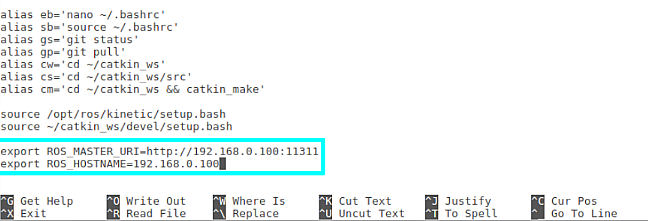 alias eb='nano ~/.bashrc'
alias sb='source ~/.bashrc'
alias gs='git status'
alias gp='git pull'
alias cw='cd ~/catkin_ws'
alias cs='cd ~/catkin_ws/src'
alias cm='cd ~/catkin_ws && catkin_make'
source /opt/ros/kinetic/setup.bash
source ~/catkin_ws/devel/setup.bash
export ROS_MASTER_URI=http://192.168.0.100:11311
export ROS_HOSTNAME=192.168.0.100
^G Get Help ^O Write Out ^W Where Is ^K Cut Text ^J Justify ^C Cur Pos
^X Exit ^R Read File ^\ Replace ^U Uncut Text ^T To Spell ^_ Go To Line